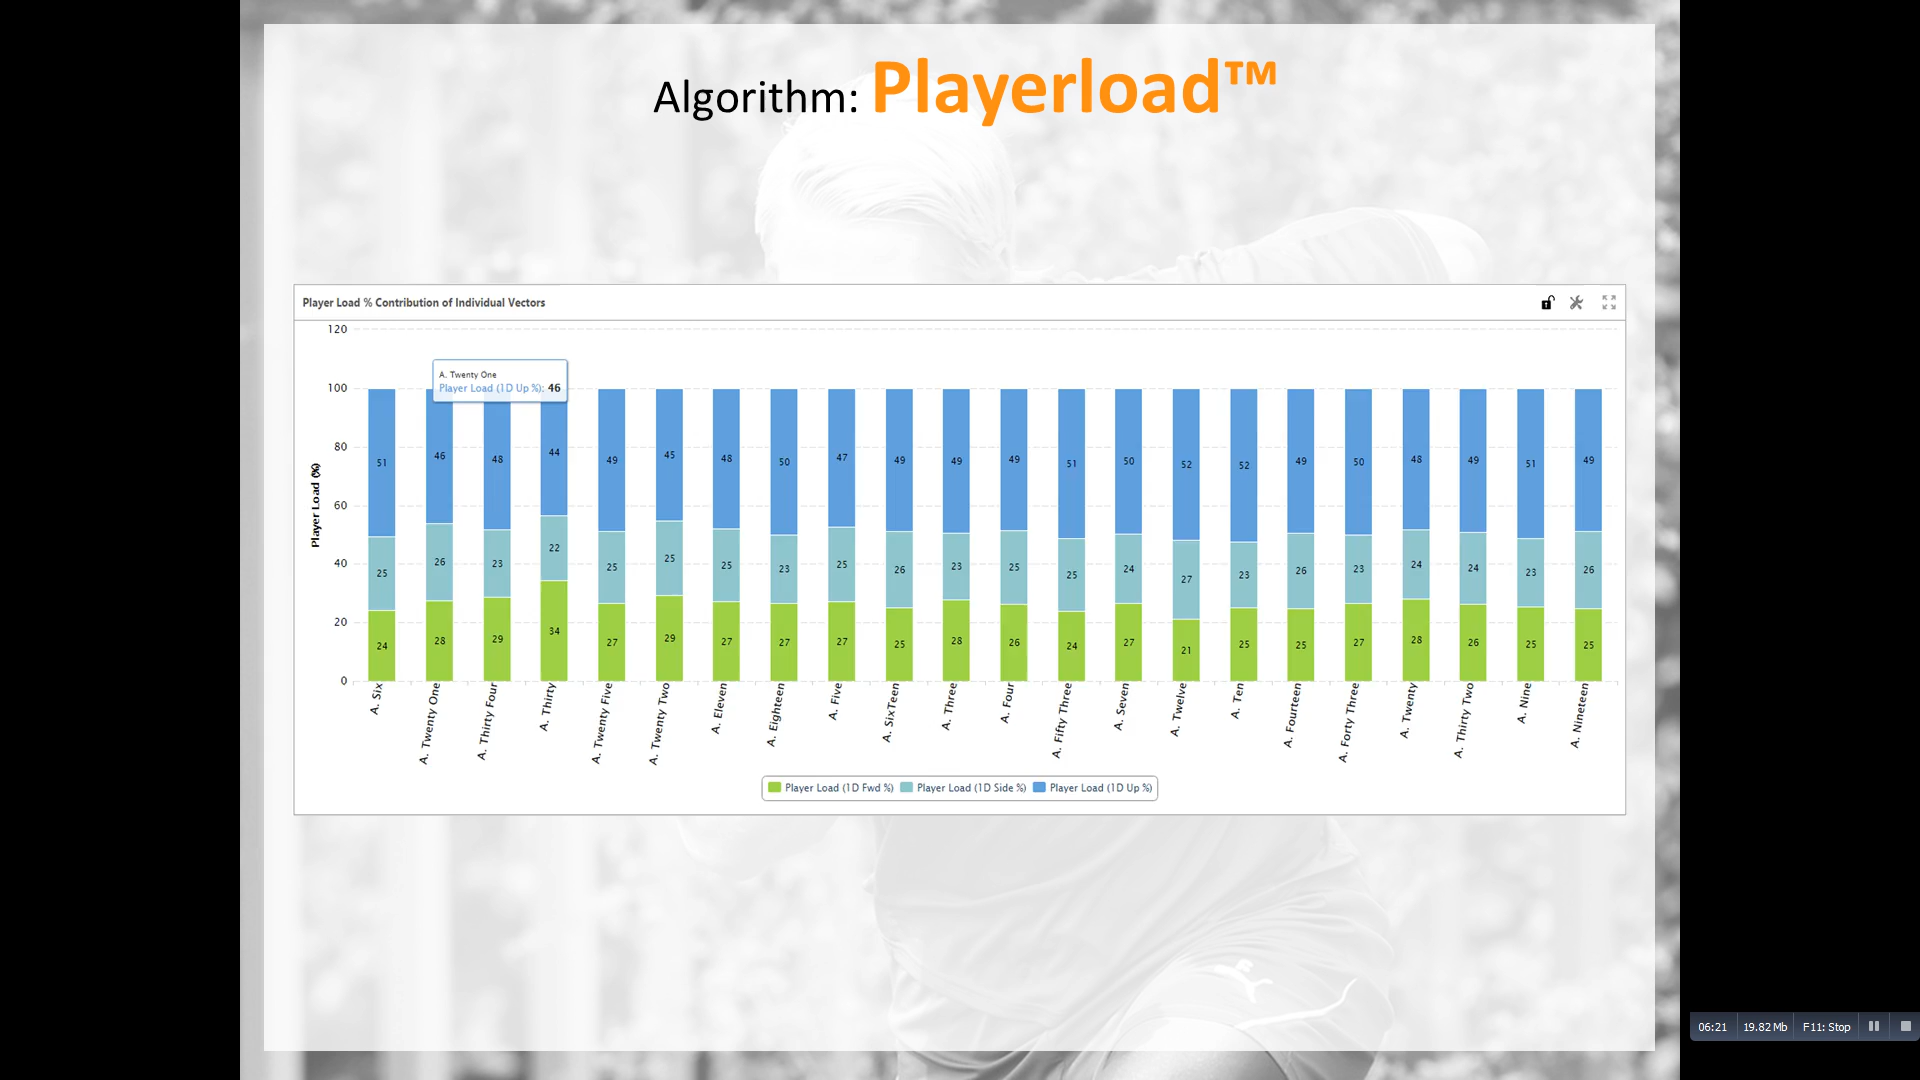 Algorithm: Playerload™
Player Load % Contribution of Individual Vectors
120
100
80
60
40
20
0
Player Load (%)
A. Twenty One
Player Load (1D Up %): 46
51 46 48 44 49 45 48 50 47 49 49 49 51 50 52 52 49 50 48 49 51 49
25 26 23 22 25 25 25 23 25 26 23 25 25 24 27 23 26 23 24 24 23 26
24 28 29 34 27 29 27 27 27 25 28 26 24 27 21 25 25 27 28 26 25 25
A. Six
A. Twenty One
A. Thirty Four
A. Thirty
A. Twenty Five
A. Twenty Two
A. Eleven
A. Eighteen
A. Five
A. SixTeen
A. Three
A. Four
A. Fifty Three
A. Seven
A. Twelve
A. Ten
A. Fourteen
A. Forty Three
A. Twenty
A. Thirty Two
A. Nine
A. Nineteen
Player Load (1D Fwd %) Player Load (1D Side %) Player Load (1D Up %)
06:21 19.82 Mb F11: Stop